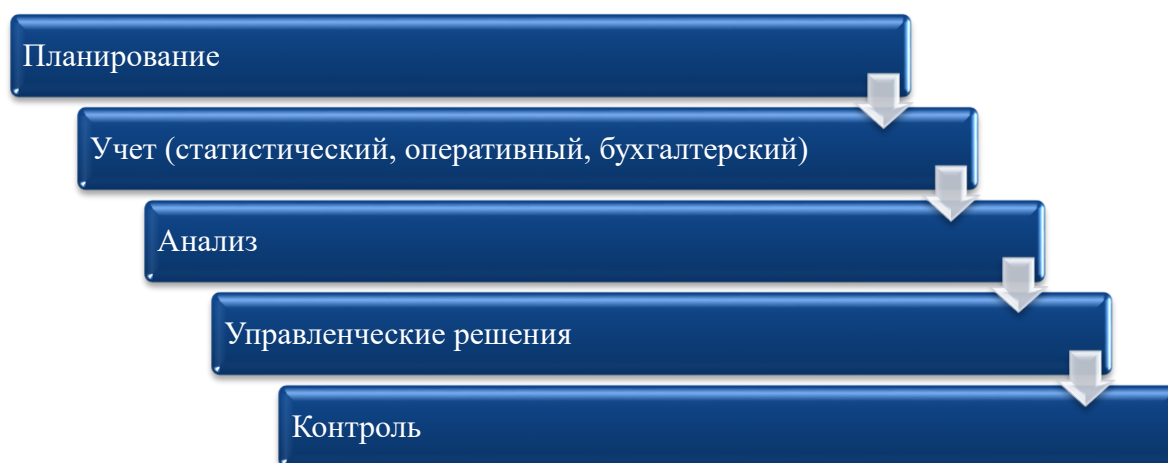 Планирование
Учет (статистический, оперативный, бухгалтерский)
Анализ
Управленческие решения
Контроль